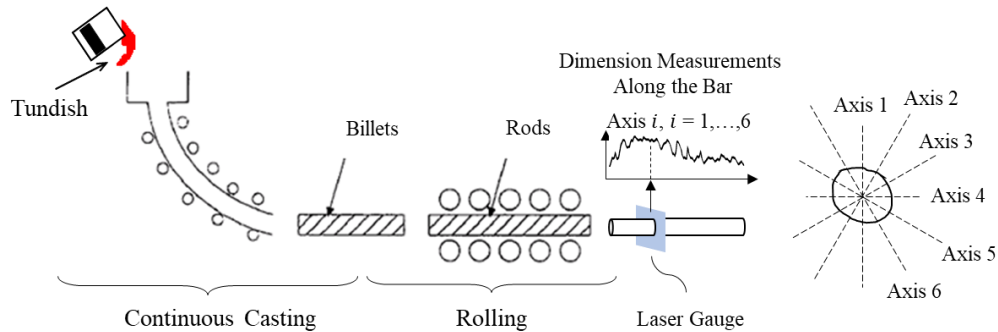 Tundish
Billets
Rods
Dimension Measurements
Along the Bar
Axis i, i = 1,…,6
Axis 1
Axis 2
Axis 3
Axis 4
Axis 5
Axis 6
Continuous Casting
Rolling
Laser Gauge